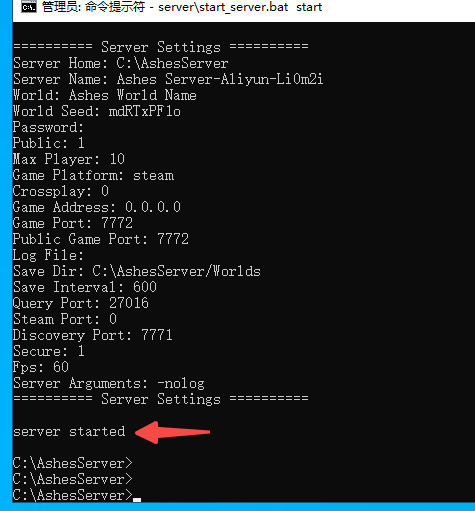 管理员: 命令提示符 - server\start_server.bat start
========== Server Settings ==========
Server Home: C:\AshesServer
Server Name: Ashes Server-Aliyun-Li0m2i
World: Ashes World Name
World Seed: mdRTxPF1o
Password:
Public: 1
Max Player: 10
Game Platform: steam
Crossplay: 0
Game Address: 0.0.0.0
Game Port: 7772
Public Game Port: 7772
Log File:
Save Dir: C:\AshesServer/Worlds
Save Interval: 600
Query Port: 27016
Steam Port: 0
Discovery Port: 7771
Secure: 1
Fps: 60
Server Arguments: -nolog
========== Server Settings ==========
server started
C:\AshesServer>
C:\AshesServer>
C:\AshesServer>